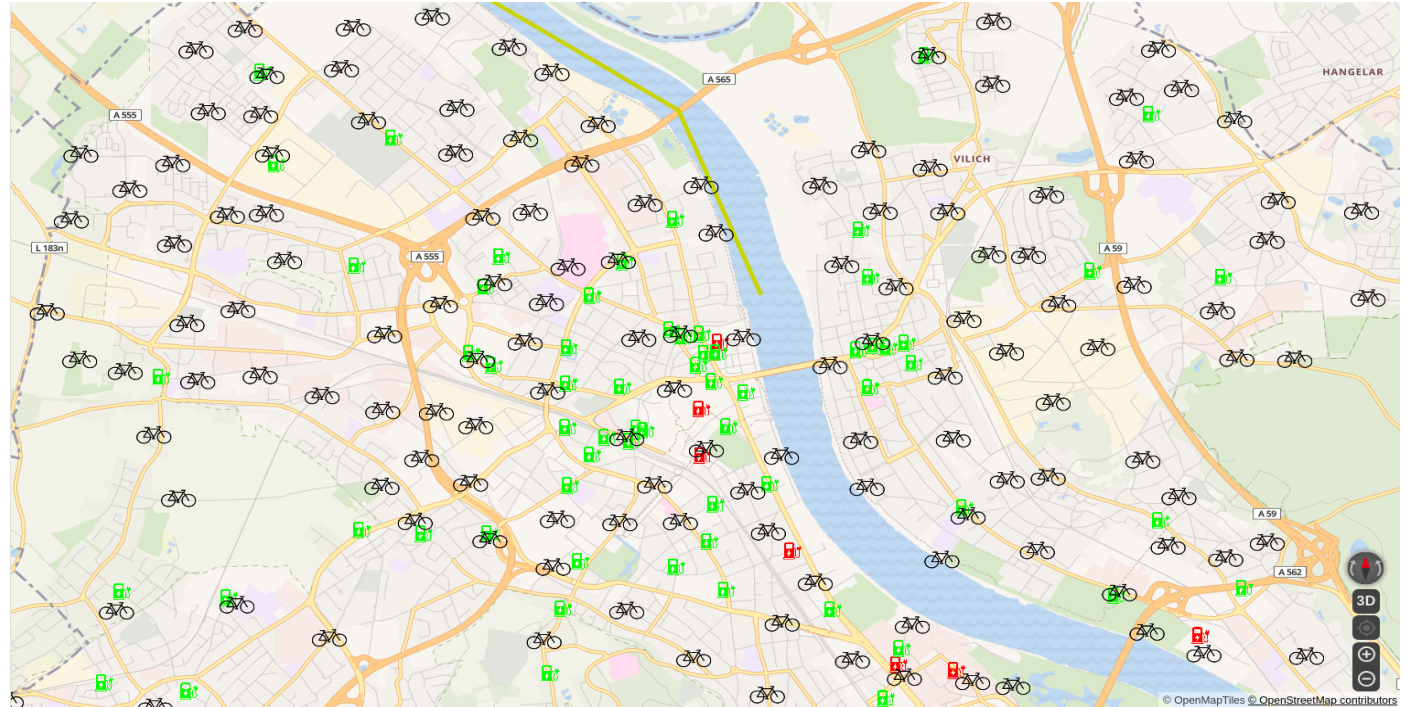 HANGELAR
A 565
A 555
VILICH
L 183n
A 555
A 59
A 59
A 562
3D
© OpenMapTiles © OpenStreetMap contributors